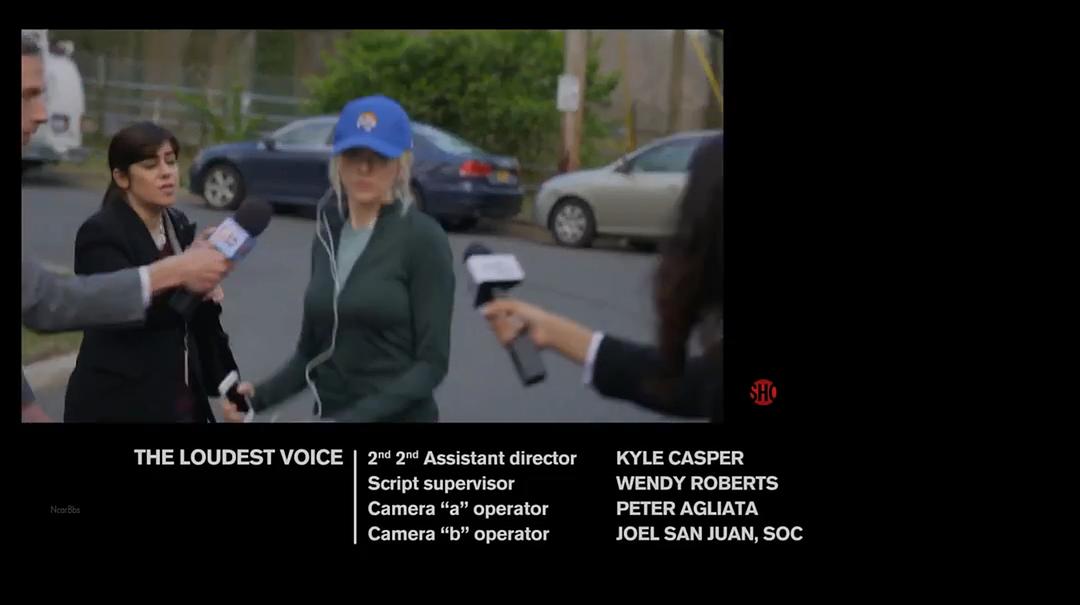 SHO
THE LOUDEST VOICE
2nd 2nd Assistant director KYLE CASPER
Script supervisor WENDY ROBERTS
Camera “a” operator PETER AGLIATA
Camera “b” operator JOEL SAN JUAN, SOC
NcarBbs